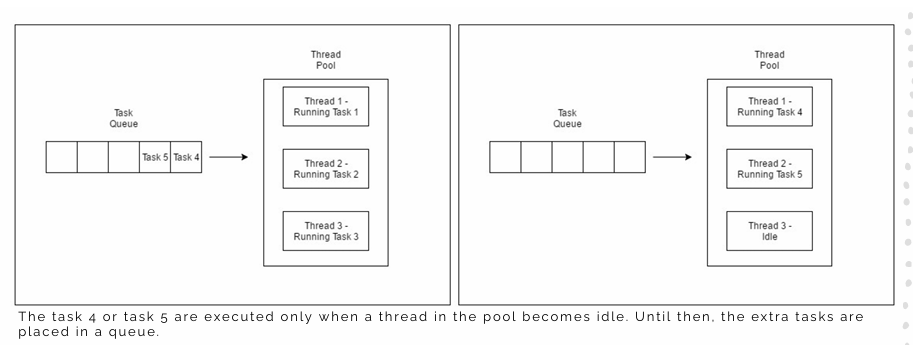 Thread
Pool
Thread 1 -
Running Task 1
Task
Queue
Task 5 Task 4
Thread 2 -
Running Task 2
Thread 3 -
Running Task 3
Thread
Pool
Thread 1 -
Running Task 4
Task
Queue
Thread 2 -
Running Task 5
Thread 3 -
Idle
The task 4 or task 5 are executed only when a thread in the pool becomes idle. Until then, the extra tasks are
placed in a queue.